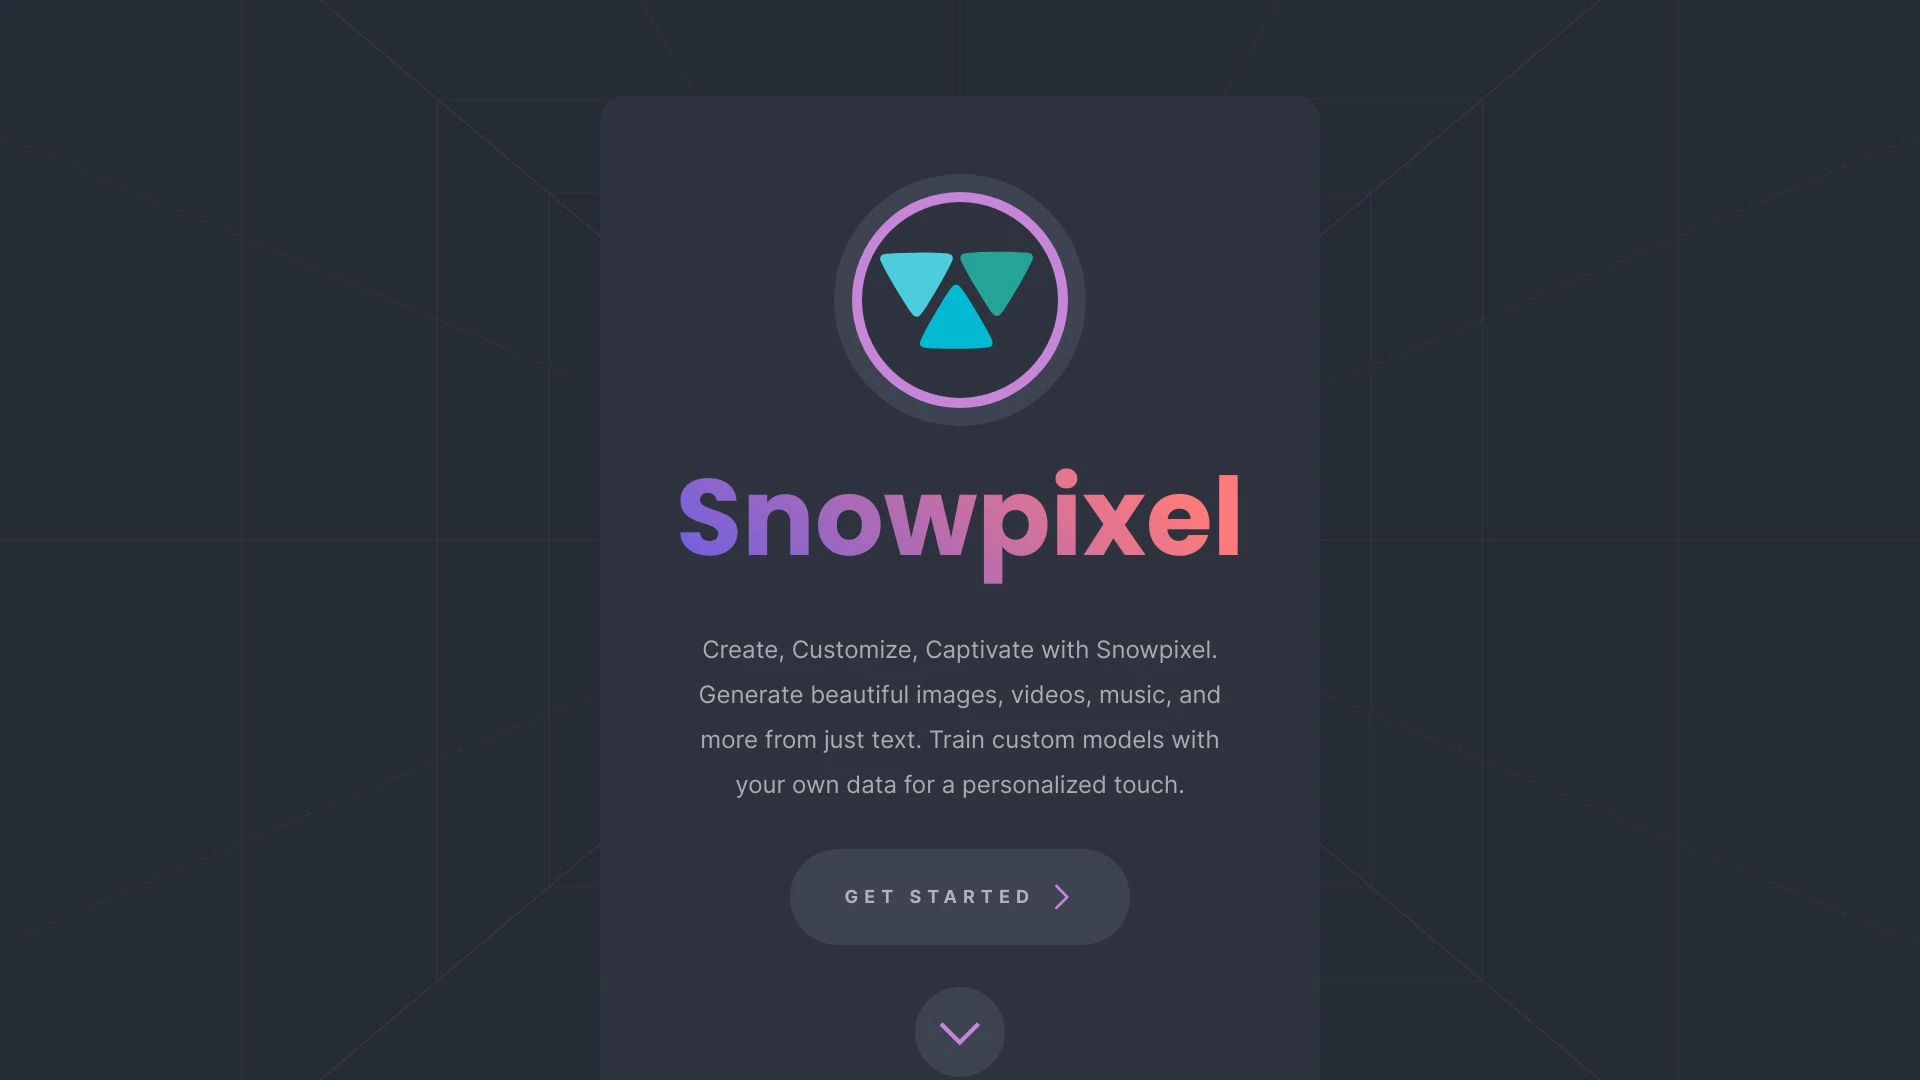 Snowpixel
Create, Customize, Captivate with Snowpixel.
Generate beautiful images, videos, music, and
more from just text. Train custom models with
your own data for a personalized touch.
GET STARTED